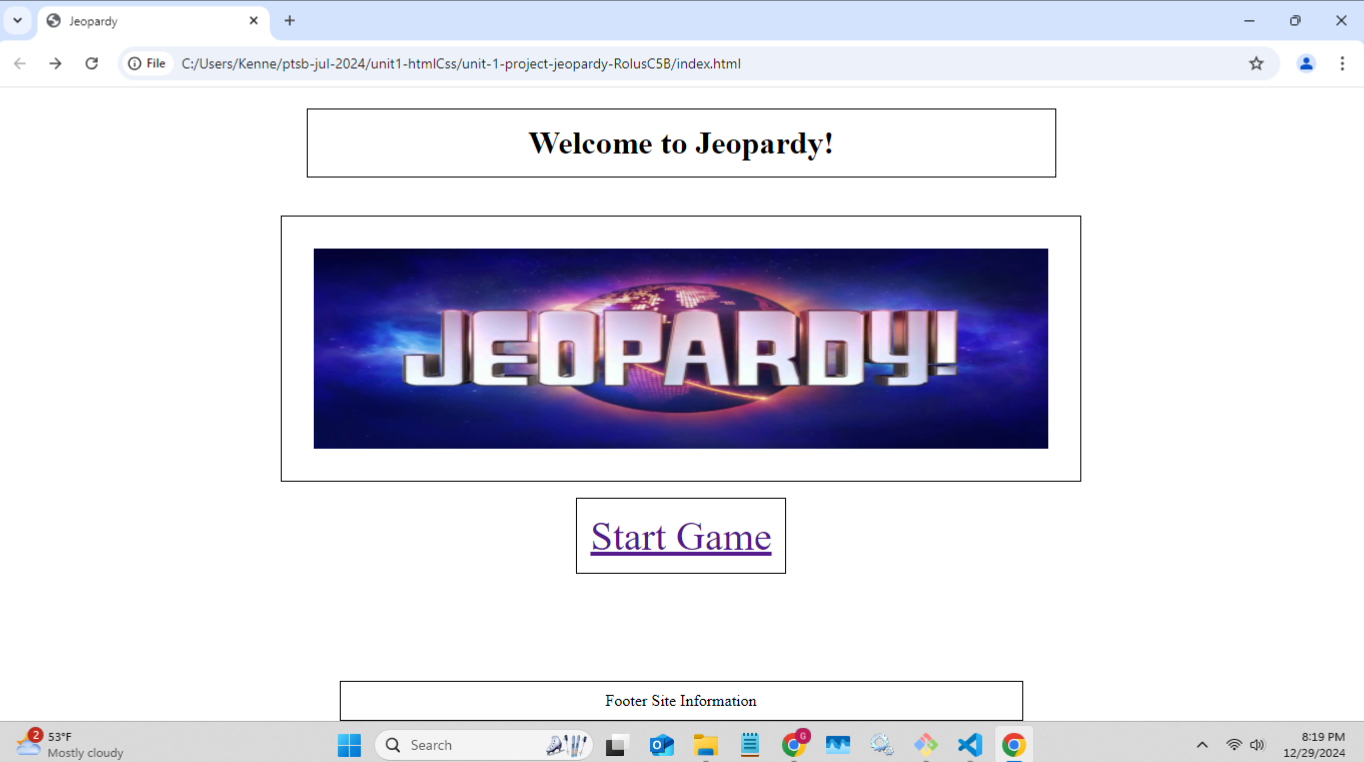 Jeopardy
File C:/Users/Kenne/ptsb-jul-2024/unit1-htmlCss/unit-1-project-jeopardy-RolusC5B/index.html
Welcome to Jeopardy!
JEOPARDY!
Start Game
Footer Site Information
2
53°F
Mostly cloudy
Search
G
8:19 PM
12/29/2024